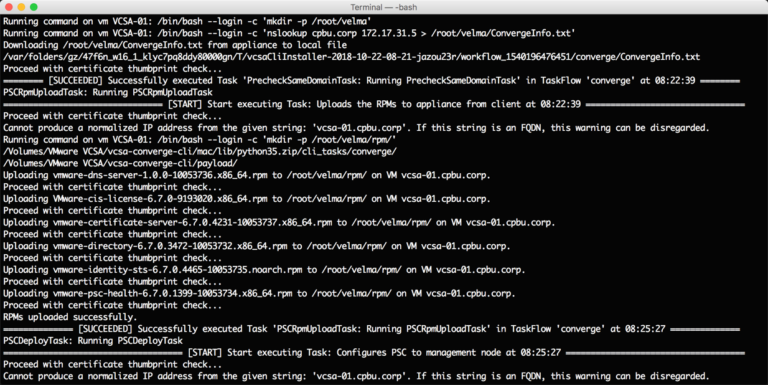 Terminal — -bash
Running command on vm VCSA-01: /bin/bash --login -c 'mkdir -p /root/velma'
Running command on vm VCSA-01: /bin/bash --login -c 'nslookup cpbu.corp 172.17.31.5 > /root/velma/ConvergeInfo.txt'
Downloading /root/velma/ConvergeInfo.txt from appliance to local file
/var/folders/gz/47f6n_w16_1_klyc7pq8ddy80000gn/T/vcsaCliInstaller-2018-10-22-08-21-jazou23r/workflow_1540196476451/converge/ConvergeInfo.txt
Proceed with certificate thumbprint check...
======== [SUCCEEDED] Successfully executed Task 'PrecheckSameDomainTask: Running PrecheckSameDomainTask' in TaskFlow 'converge' at 08:22:39 ========
PSCRpmUploadTask: Running PSCRpmUploadTask
================================ [START] Start executing Task: Uploads the RPMs to appliance from client at 08:22:39 ================================
Proceed with certificate thumbprint check...
Cannot produce a normalized IP address from the given string: 'vcsa-01.cpbu.corp'. If this string is an FQDN, this warning can be disregarded.
Running command on vm VCSA-01: /bin/bash --login -c 'mkdir -p /root/velma/rpm/'
/Volumes/VMware VCSA/vcsa-converge-cli/mac/lib/python35.zip/cli_tasks/converge/
/Volumes/VMware VCSA/vcsa-converge-cli/payload/
Uploading vmware-dns-server-1.0.0-10053736.x86_64.rpm to /root/velma/rpm/ on VM vcsa-01.cpbu.corp.
Proceed with certificate thumbprint check...
Uploading VMware-cis-license-6.7.0-9193020.x86_64.rpm to /root/velma/rpm/ on VM vcsa-01.cpbu.corp.
Proceed with certificate thumbprint check...
Uploading vmware-certificate-server-6.7.0.4231-10053737.x86_64.rpm to /root/velma/rpm/ on VM vcsa-01.cpbu.corp.
Proceed with certificate thumbprint check...
Uploading vmware-directory-6.7.0.3472-10053732.x86_64.rpm to /root/velma/rpm/ on VM vcsa-01.cpbu.corp.
Proceed with certificate thumbprint check...
Uploading vmware-identity-sts-6.7.0.4465-10053735.noarch.rpm to /root/velma/rpm/ on VM vcsa-01.cpbu.corp.
Proceed with certificate thumbprint check...
Uploading vmware-psc-health-6.7.0.1399-10053734.x86_64.rpm to /root/velma/rpm/ on VM vcsa-01.cpbu.corp.
Proceed with certificate thumbprint check...
RPMs uploaded successfully.
============== [SUCCEEDED] Successfully executed Task 'PSCRpmUploadTask: Running PSCRpmUploadTask' in TaskFlow 'converge' at 08:25:27 ==============
PSCDeployTask: Running PSCDeployTask
==================================== [START] Start executing Task: Configures PSC to management node at 08:25:27 ====================================
Proceed with certificate thumbprint check...
Cannot produce a normalized IP address from the given string: 'vcsa-01.cpbu.corp'. If this string is an FQDN, this warning can be disregarded.